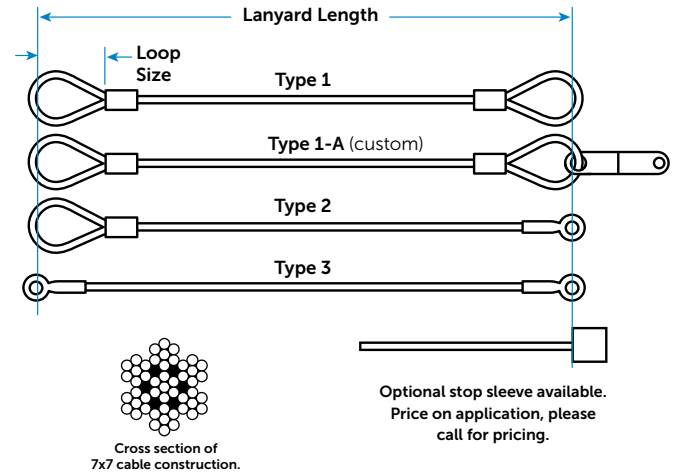 Lanyard Length
Loop
Size
Type 1
Type 1-A (custom)
Type 2
Type 3
Optional stop sleeve available.
Price on application, please
call for pricing.
Cross section of
7x7 cable construction.